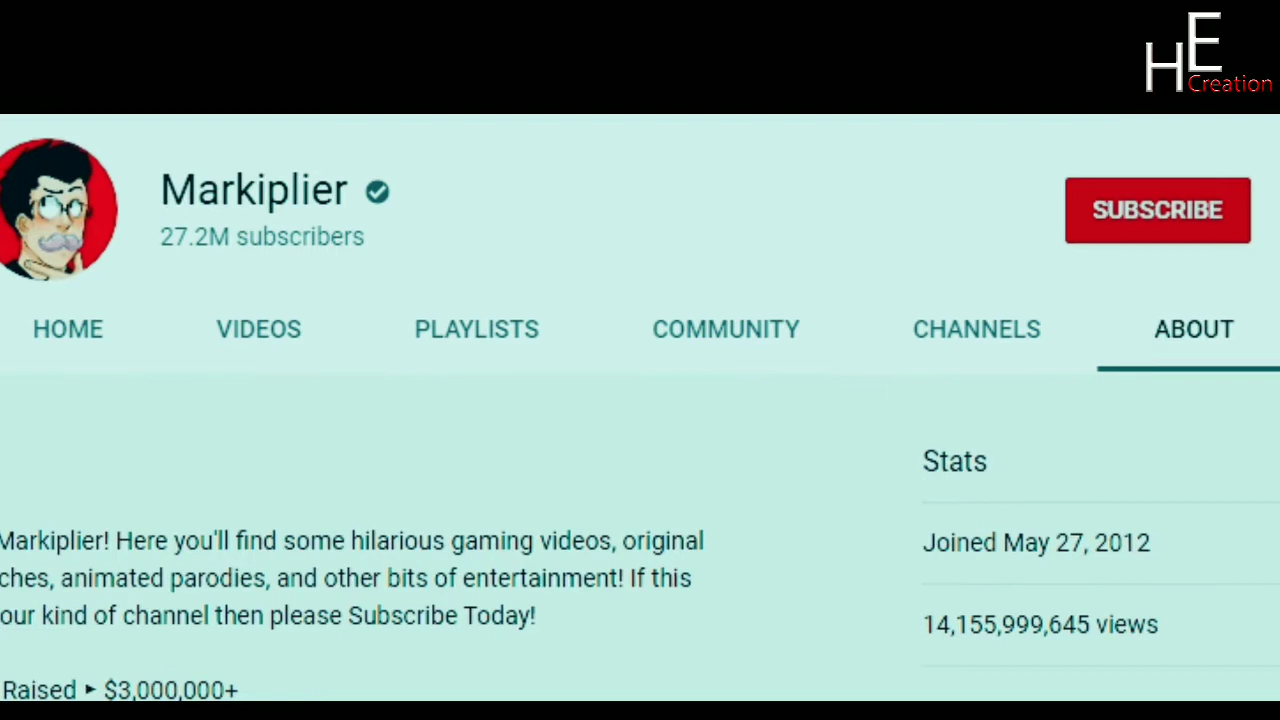 HE
Creation
Markiplier
27.2M subscribers
SUBSCRIBE
HOME VIDEOS PLAYLISTS COMMUNITY CHANNELS ABOUT
Stats
Markiplier! Here you'll find some hilarious gaming videos, original
ches, animated parodies, and other bits of entertainment! If this
our kind of channel then please Subscribe Today!
Joined May 27, 2012
14,155,999,645 views
Raised ► $3,000,000+